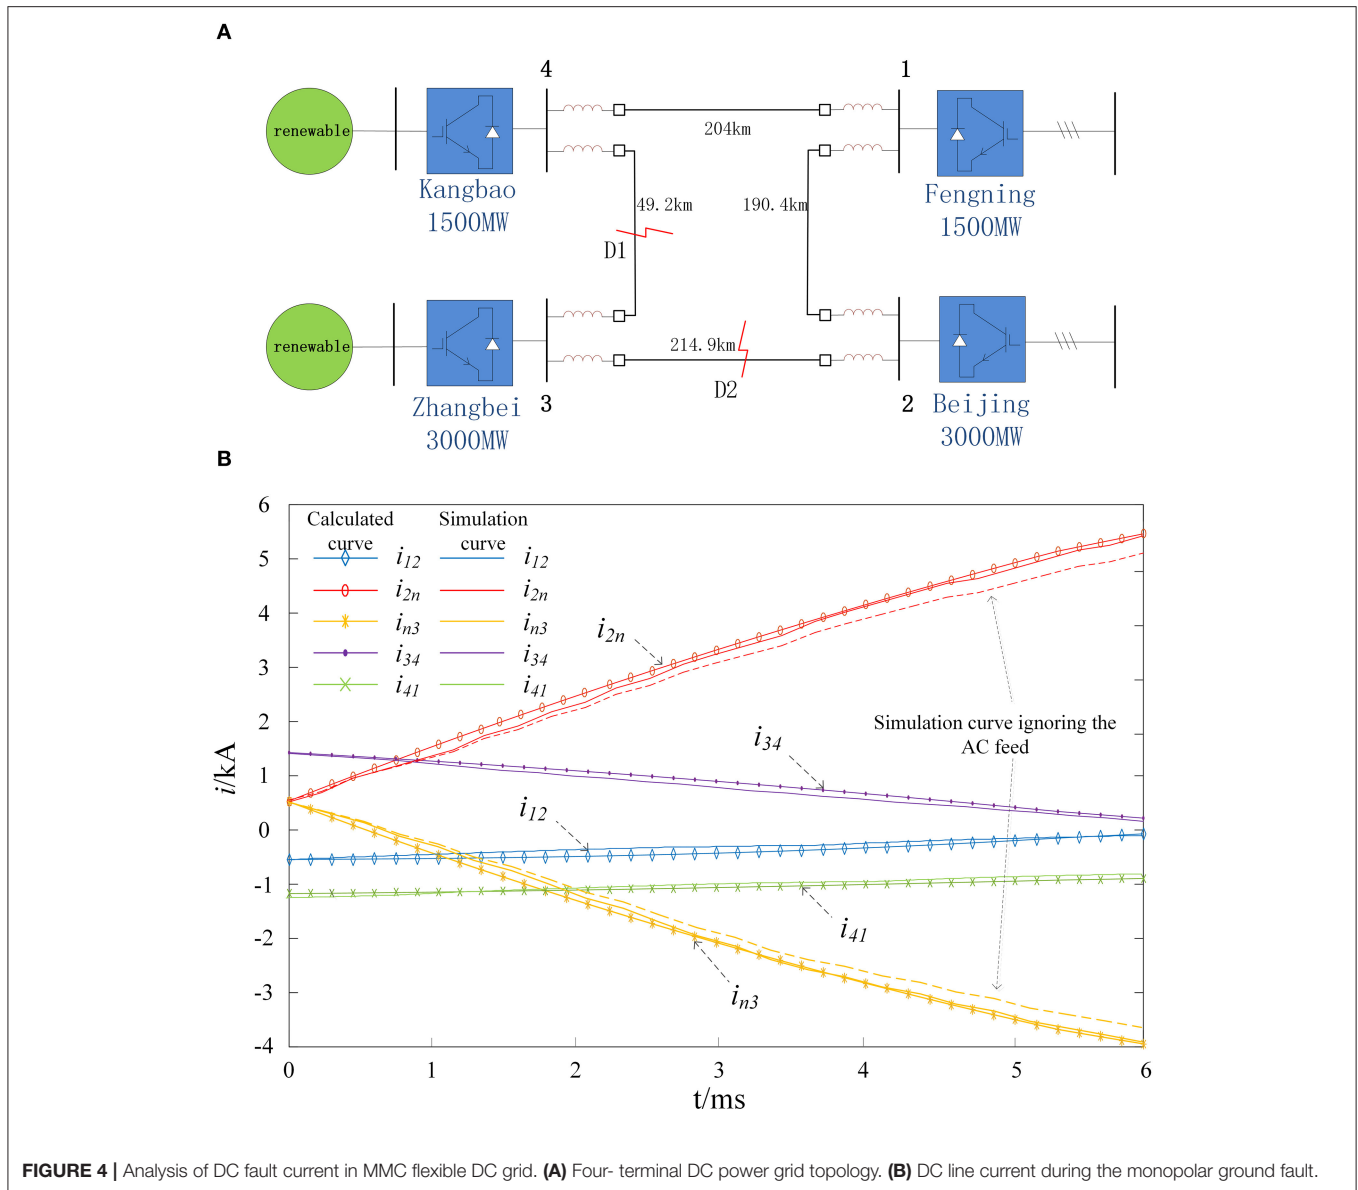 A
4
1
renewable
204km
Kangbao
1500MW
Fengning
1500MW
49.2km
190.4km
D1
renewable
214.9km
D2
Zhangbei
3000MW
3
2
Beijing
3000MW
B
6
5
4
3
2
1
0
-1
-2
-3
-4
i/kA
Calculated curve
Simulation curve
i12
i12
i2n
i2n
in3
in3
i34
i34
i41
i41
i2n
i34
i12
i41
in3
Simulation curve ignoring the
AC feed
0
1
2
3
4
5
6
t/ms
FIGURE 4 | Analysis of DC fault current in MMC flexible DC grid. (A) Four- terminal DC power grid topology. (B) DC line current during the monopolar ground fault.